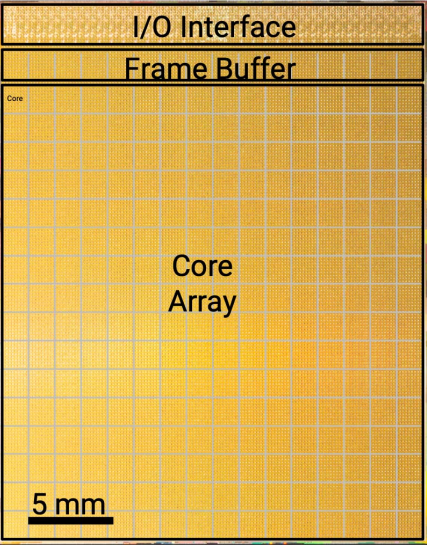 I/O Interface
Frame Buffer
Core
Core
Array
5 mm